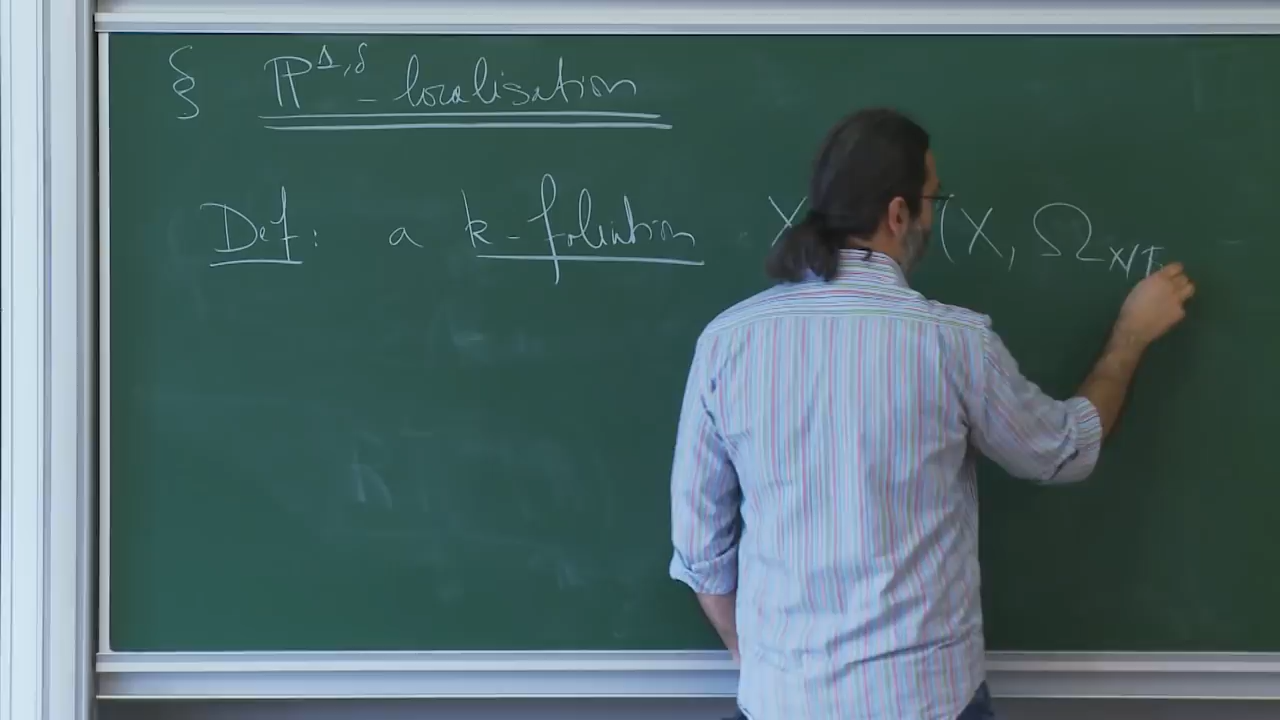 § ℙ^{Δ,δ} - localisation
Def: a k-foliation X (X, Ω_{X/F